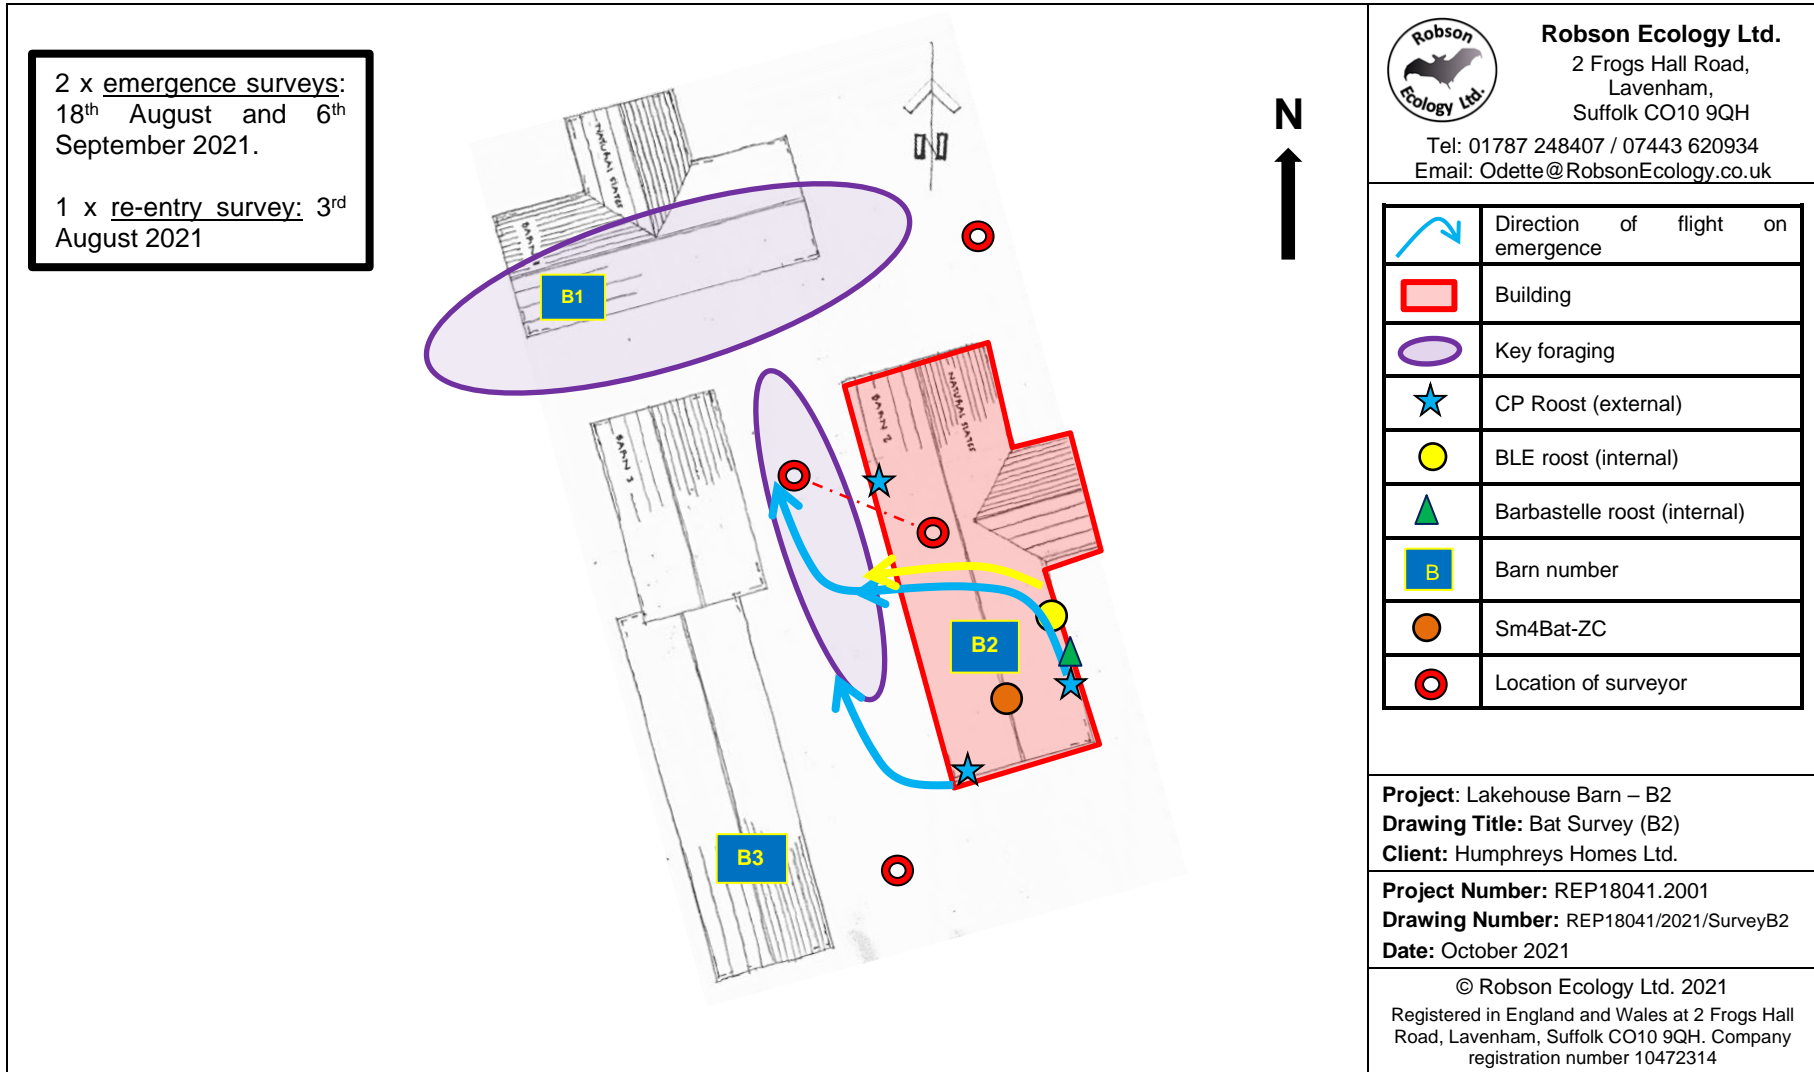 2 x emergence surveys:
18th August and 6th
September 2021.
1 x re-entry survey: 3rd
August 2021
NATURAL SLATES
BARN
B1
N
N
BARN 2
NATURAL SLATES
BARN 3
B2
B3
Robson
Ecology Ltd.
Robson Ecology Ltd.
2 Frogs Hall Road,
Lavenham,
Suffolk CO10 9QH
Tel: 01787 248407 / 07443 620934
Email: Odette@RobsonEcology.co.uk
Direction of flight on
emergence
Building
Key foraging
CP Roost (external)
BLE roost (internal)
Barbastelle roost (internal)
B
Barn number
Sm4Bat-ZC
Location of surveyor
Project: Lakehouse Barn – B2
Drawing Title: Bat Survey (B2)
Client: Humphreys Homes Ltd.
Project Number: REP18041.2001
Drawing Number: REP18041/2021/SurveyB2
Date: October 2021
© Robson Ecology Ltd. 2021
Registered in England and Wales at 2 Frogs Hall
Road, Lavenham, Suffolk CO10 9QH. Company
registration number 10472314